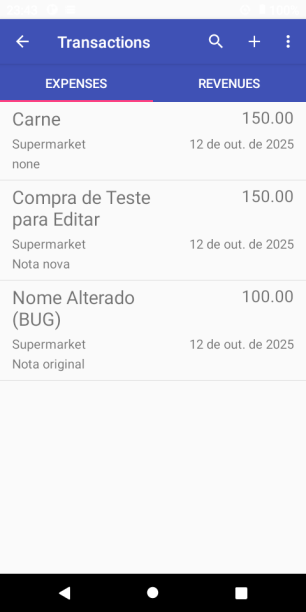 Transactions
EXPENSES
REVENUES
Carne
150.00
Supermarket
12 de out. de 2025
none
Compra de Teste
para Editar
150.00
Supermarket
12 de out. de 2025
Nota nova
Nome Alterado
(BUG)
100.00
Supermarket
12 de out. de 2025
Nota original